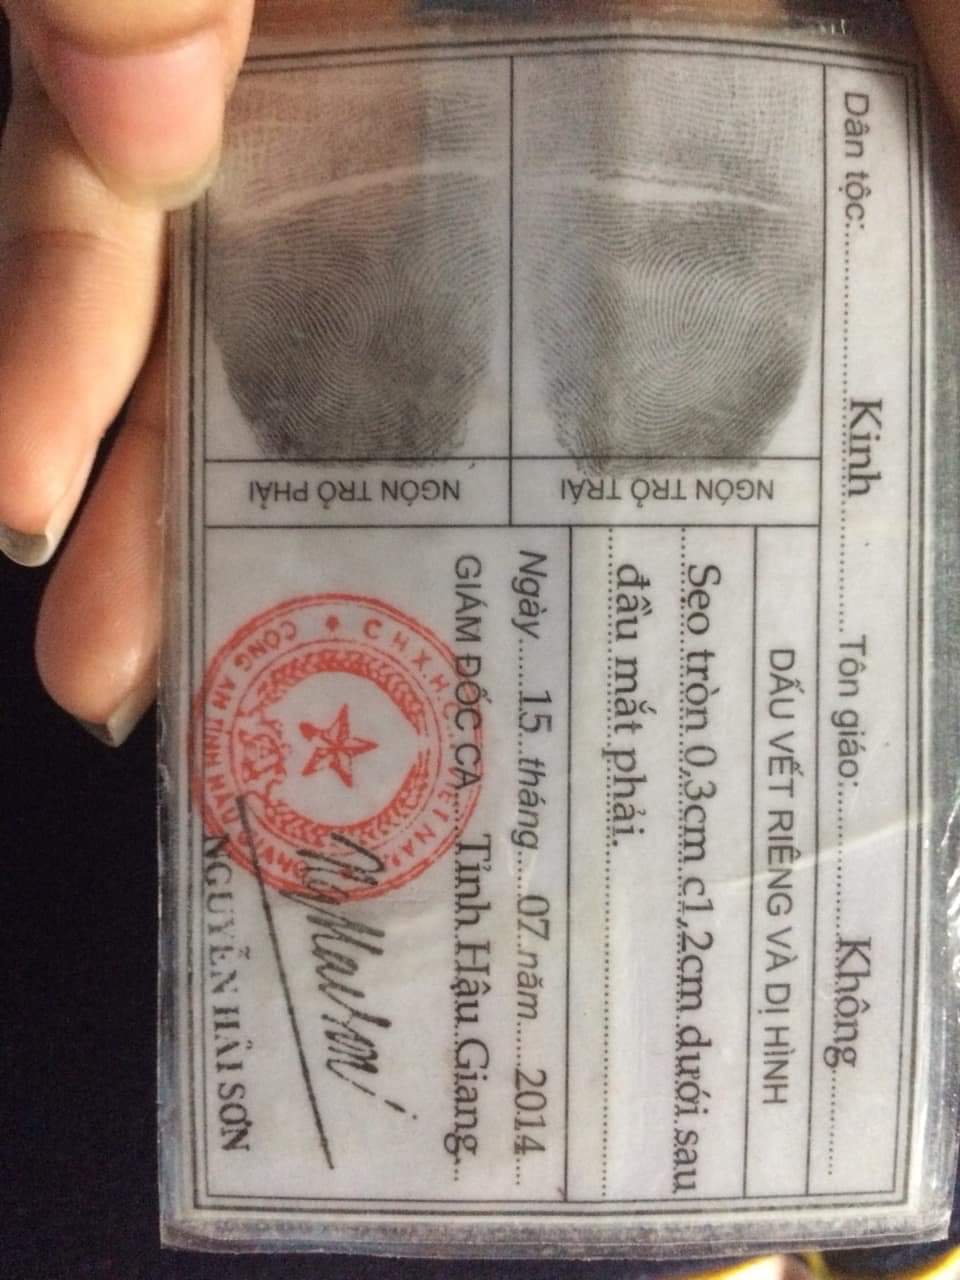 Dân tộc: Kinh Tôn giáo: Không
NGÓN TRỎ TRÁI
DẤU VẾT RIÊNG VÀ DỊ HÌNH
Seo tròn 0,3cm c1,2cm dưới sau
đầu mắt phải.
NGÓN TRỎ PHẢI
Ngày 15 tháng 07 năm 2014
GIÁM ĐỐC CA Tỉnh Hậu Giang
C.H.X.H.C.N VIỆT NAM
CÔNG AN TỈNH HẬU GIANG
NGUYỄN HẢI SƠN